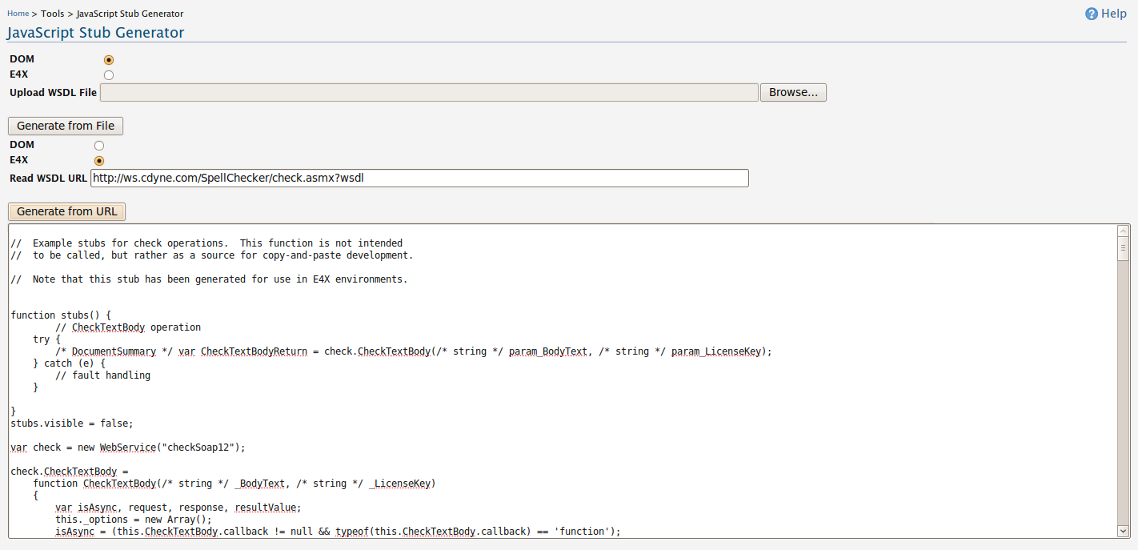 Home > Tools > JavaScript Stub Generator
Help
JavaScript Stub Generator
DOM
E4X
Upload WSDL File
Browse...
Generate from File
DOM
E4X
Read WSDL URL http://ws.cdyne.com/SpellChecker/check.asmx?wsdl
Generate from URL
//  Example stubs for check operations.  This function is not intended
//  to be called, but rather as a source for copy-and-paste development.
//  Note that this stub has been generated for use in E4X environments.
function stubs() {
        // CheckTextBody operation
    try {
        /* DocumentSummary */ var CheckTextBodyReturn = check.CheckTextBody(/* string */ param_BodyText, /* string */ param_LicenseKey);
    } catch (e) {
        // fault handling
    }
}
stubs.visible = false;
var check = new WebService("checkSoap12");
check.CheckTextBody =
    function CheckTextBody(/* string */ _BodyText, /* string */ _LicenseKey)
    {
        var isAsync, request, response, resultValue;
        this._options = new Array();
        isAsync = (this.CheckTextBody.callback != null && typeof(this.CheckTextBody.callback) == 'function');